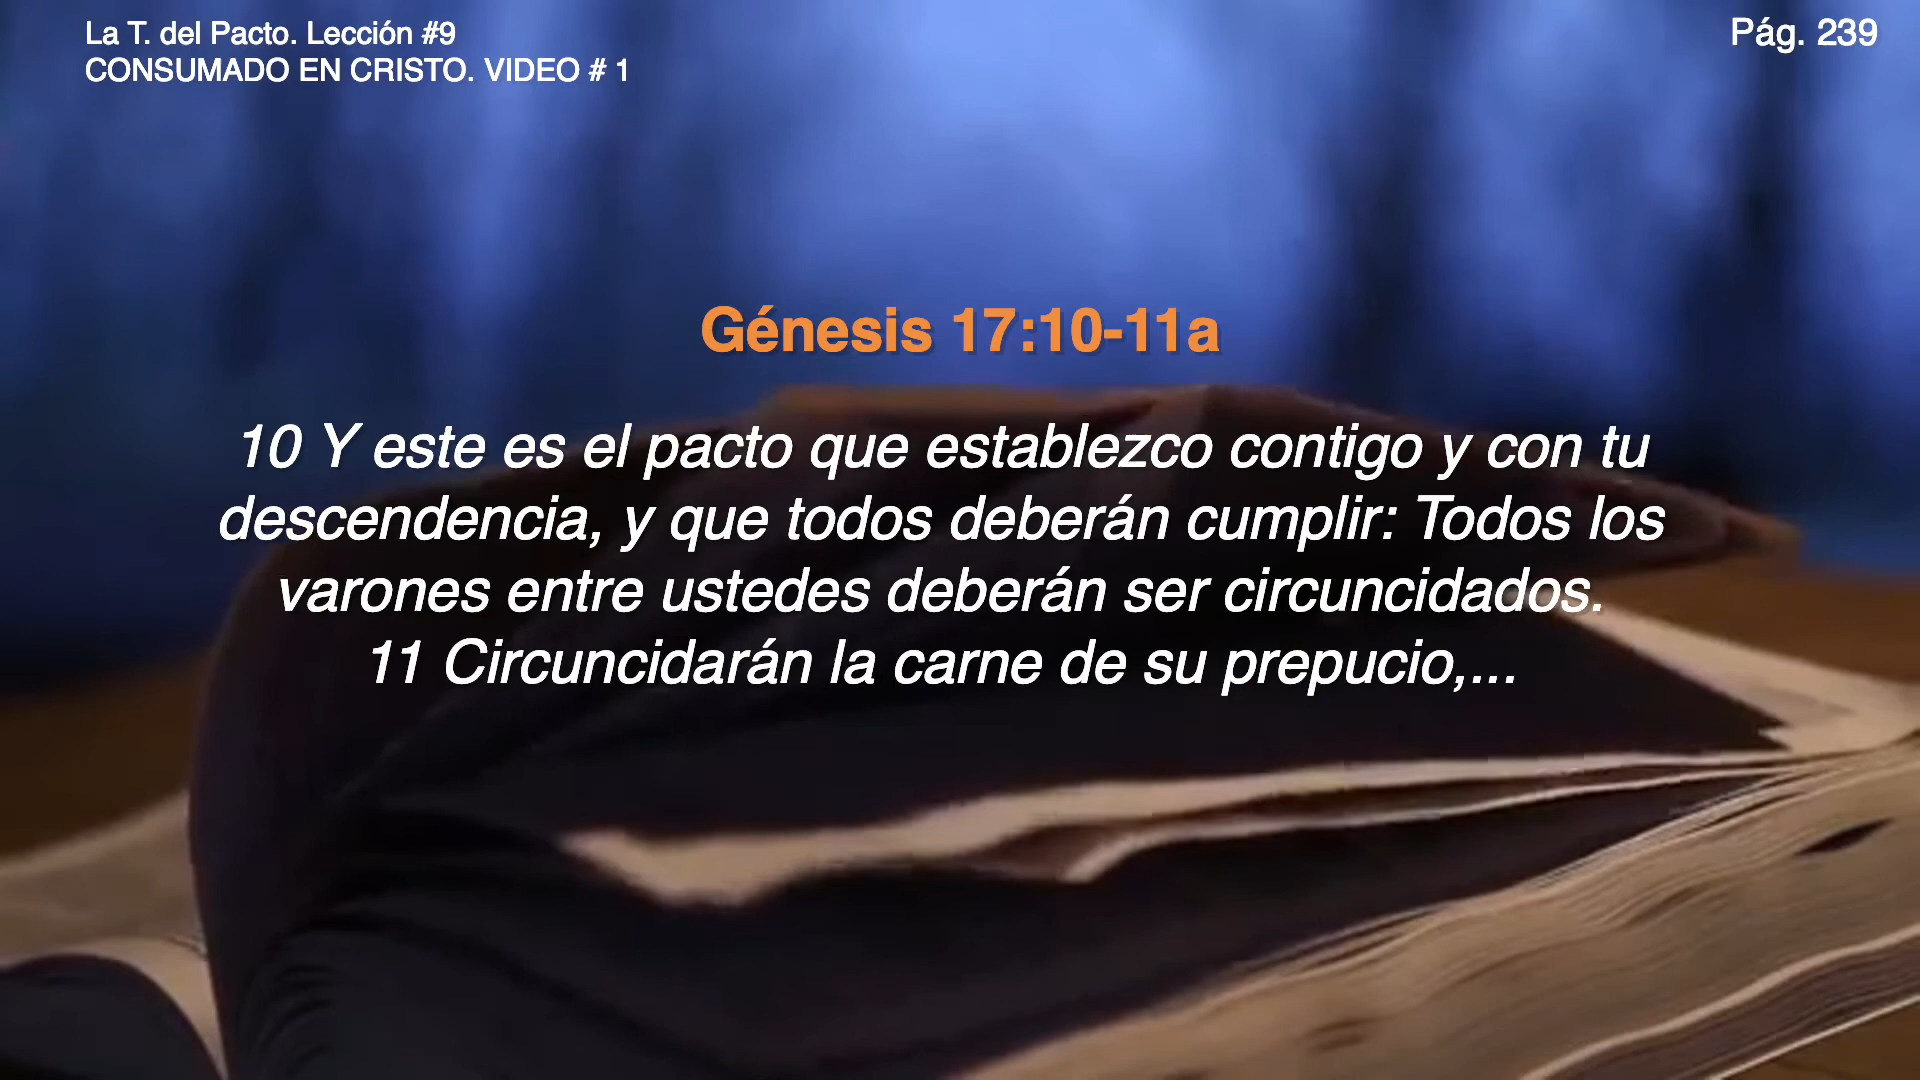 La T. del Pacto. Lección #9
CONSUMADO EN CRISTO. VIDEO # 1
Pág. 239
Génesis 17:10-11a
10 Y este es el pacto que establezco contigo y con tu
descendencia, y que todos deberán cumplir: Todos los
varones entre ustedes deberán ser circuncidados.
11 Circuncidarán la carne de su prepucio,...